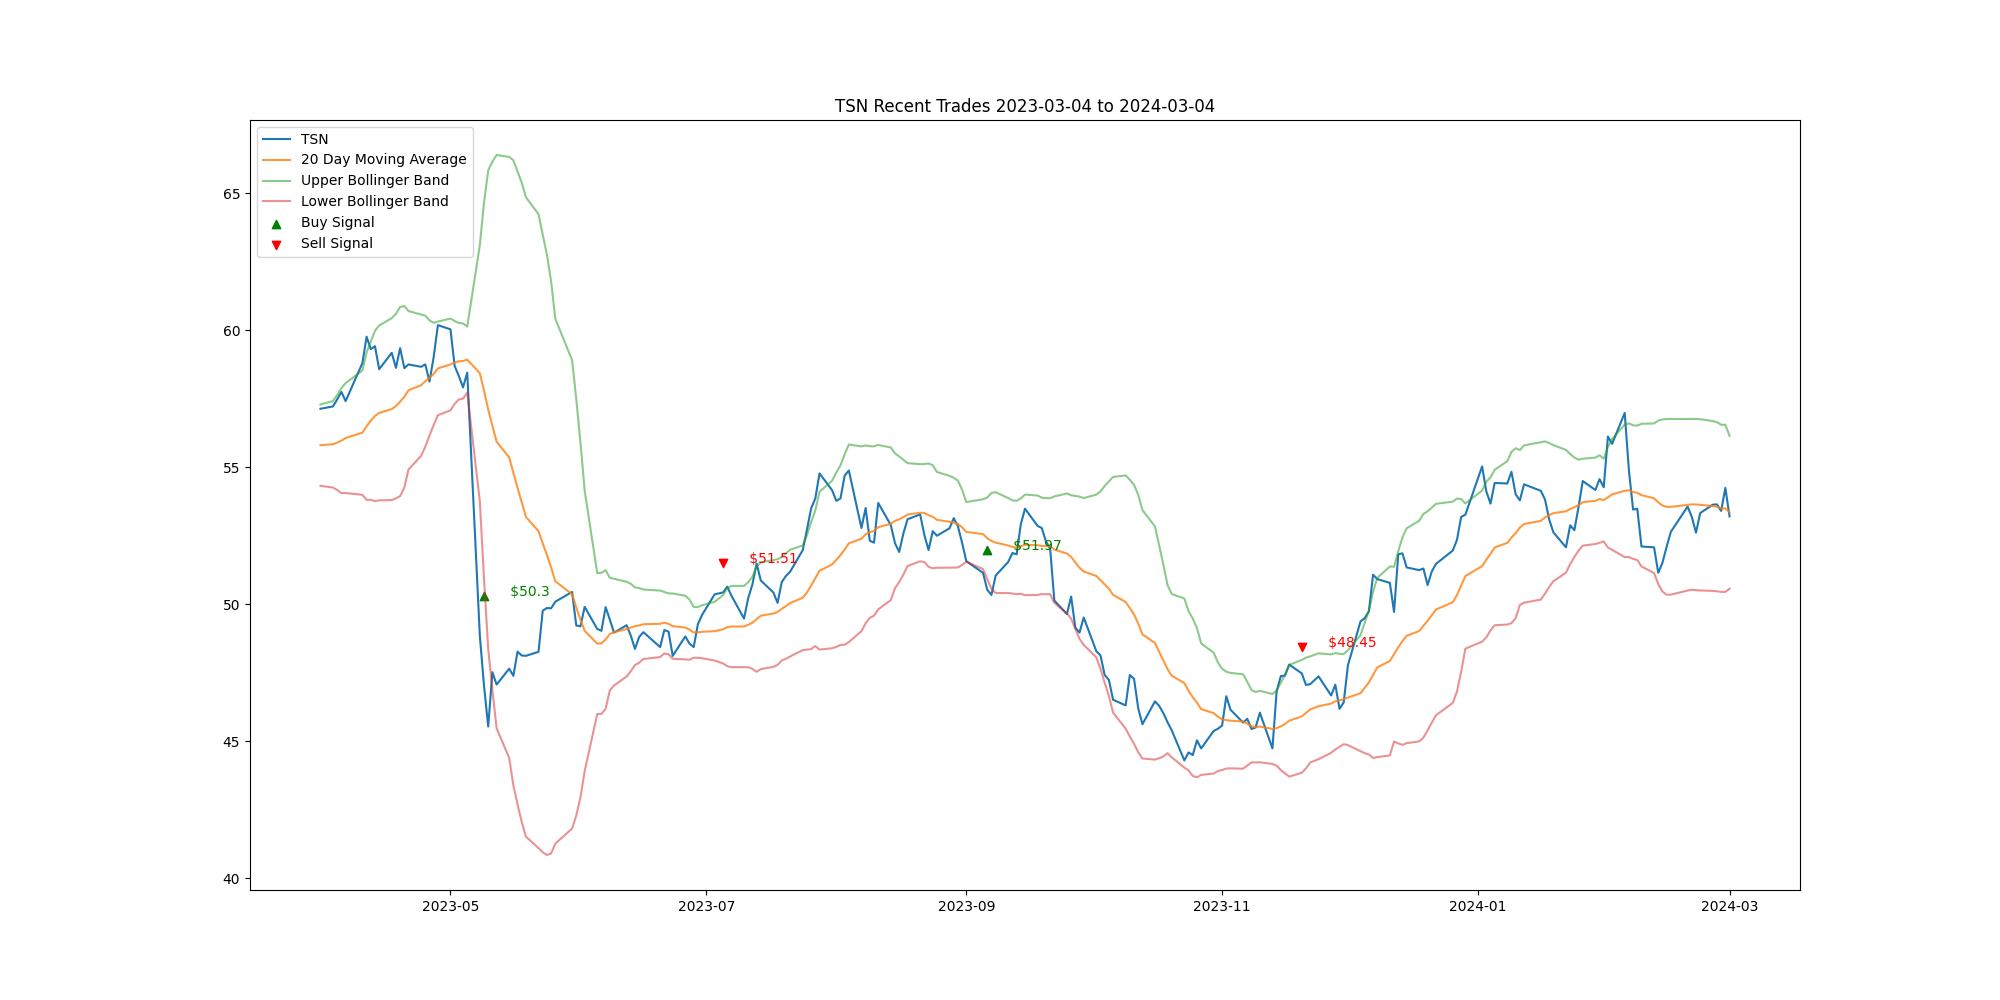 TSN Recent Trades 2023-03-04 to 2024-03-04
TSN
20 Day Moving Average
Upper Bollinger Band
Lower Bollinger Band
Buy Signal
Sell Signal
65
60
55
50
45
40
$50.3
$51.51
$51.97
$48.45
2023-05
2023-07
2023-09
2023-11
2024-01
2024-03